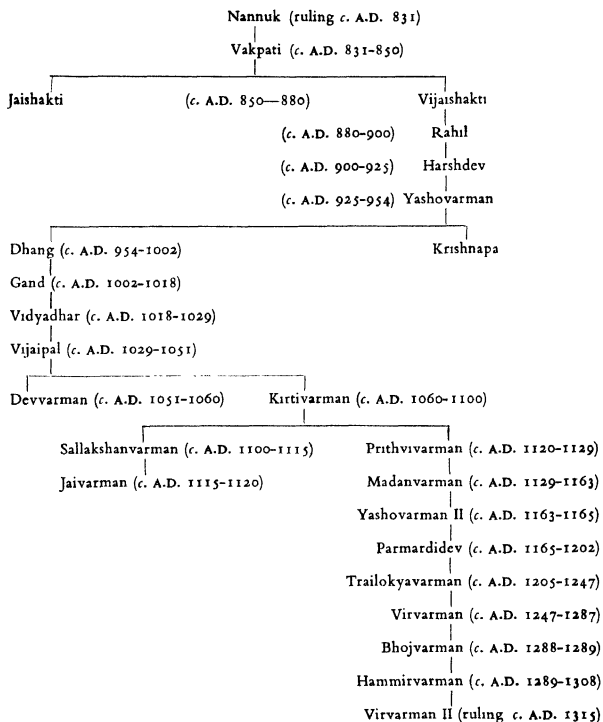 Nannuk (ruling c. A.D. 831)
Vakpati (c. A.D. 831-850)
Jaishakti (c. A.D. 850—880) Vijaishakti
(c. A.D. 880-900) Rahil
(c. A.D. 900-925) Harshdev
(c. A.D. 925-954) Yashovarman
Dhang (c. A.D. 954-1002) Krishnapa
Gand (c. A.D. 1002-1018)
Vidyadhar (c. A.D. 1018-1029)
Vijaipal (c. A.D. 1029-1051)
Devvarman (c. A.D. 1051-1060) Kirtivarman (c. A.D. 1060-1100)
Sallakshanvarman (c. A.D. 1100-1115) Prithvivarman (c. A.D. 1120-1129)
Jaivarman (c. A.D. 1115-1120) Madanvarman (c. A.D. 1129-1163)
Yashovarman II (c. A.D. 1163-1165)
Parmardidev (c. A.D. 1165-1202)
Trailokyavarman (c. A.D. 1205-1247)
Virvarman (c. A.D. 1247-1287)
Bhojvarman (c. A.D. 1288-1289)
Hammirvarman (c. A.D. 1289-1308)
Virvarman II (ruling c. A.D. 1315)